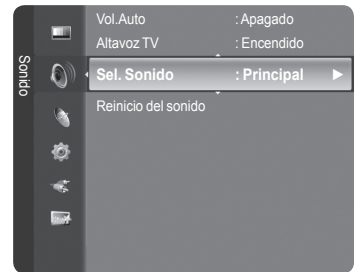 Sonido
Vol.Auto : Apagado
Altavoz TV : Encendido
Sel. Sonido : Principal
Reinicio del sonido